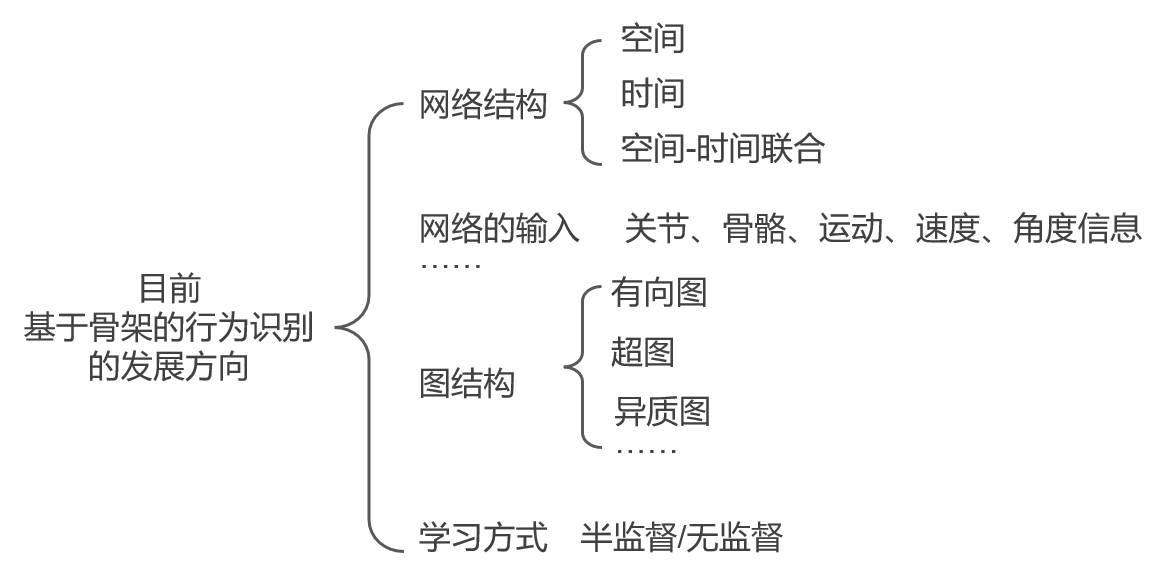 目前
基于骨架的行为识别
的发展方向
网络结构
空间
时间
空间-时间联合
网络的输入 关节、骨骼、运动、速度、角度信息
……
图结构
有向图
超图
异质图
……
学习方式 半监督/无监督